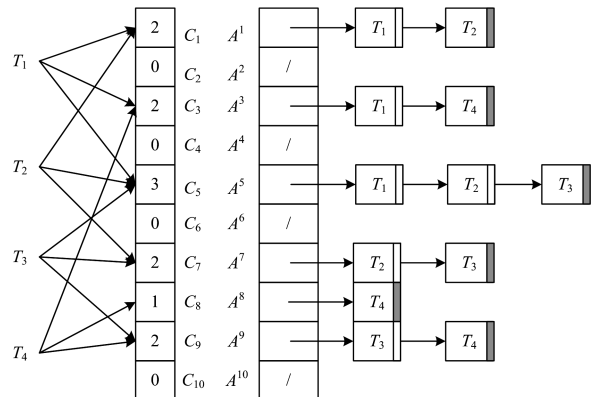 2 C₁ A¹ T₁ T₂
T₁
0 C₂ A² /
2 C₃ A³ T₁ T₄
0 C₄ A⁴ /
T₂
3 C₅ A⁵ T₁ T₂ T₃
0 C₆ A⁶ /
T₃
2 C₇ A⁷ T₂ T₃
1 C₈ A⁸ T₄
2 C₉ A⁹ T₃ T₄
T₄
0 C₁₀ A¹⁰ /